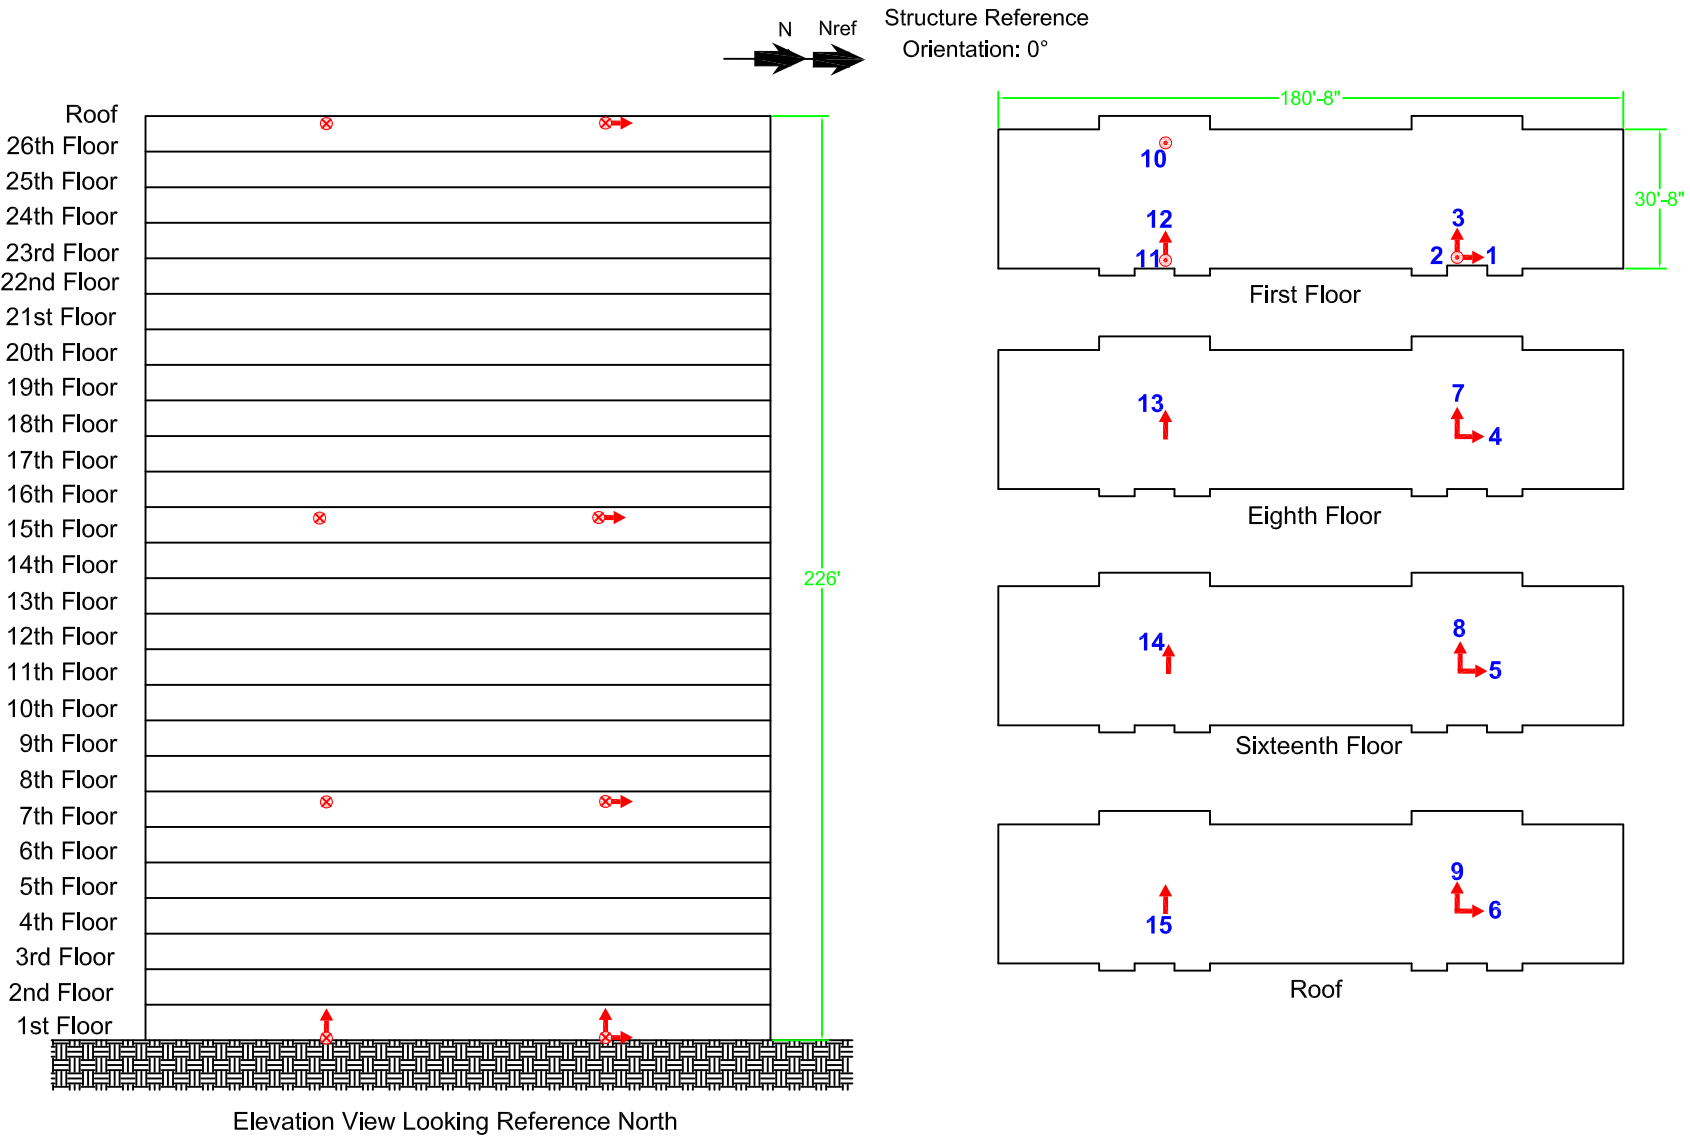 N
Nref
Structure Reference
Orientation: 0°
Roof
26th Floor
25th Floor
24th Floor
23rd Floor
22nd Floor
21st Floor
20th Floor
19th Floor
18th Floor
17th Floor
16th Floor
15th Floor
14th Floor
13th Floor
12th Floor
11th Floor
10th Floor
9th Floor
8th Floor
7th Floor
6th Floor
5th Floor
4th Floor
3rd Floor
2nd Floor
1st Floor
226'
Elevation View Looking Reference North
180'-8"
30'-8"
10
12
11
3
2
1
First Floor
13
7
4
Eighth Floor
14
8
5
Sixteenth Floor
15
9
6
Roof